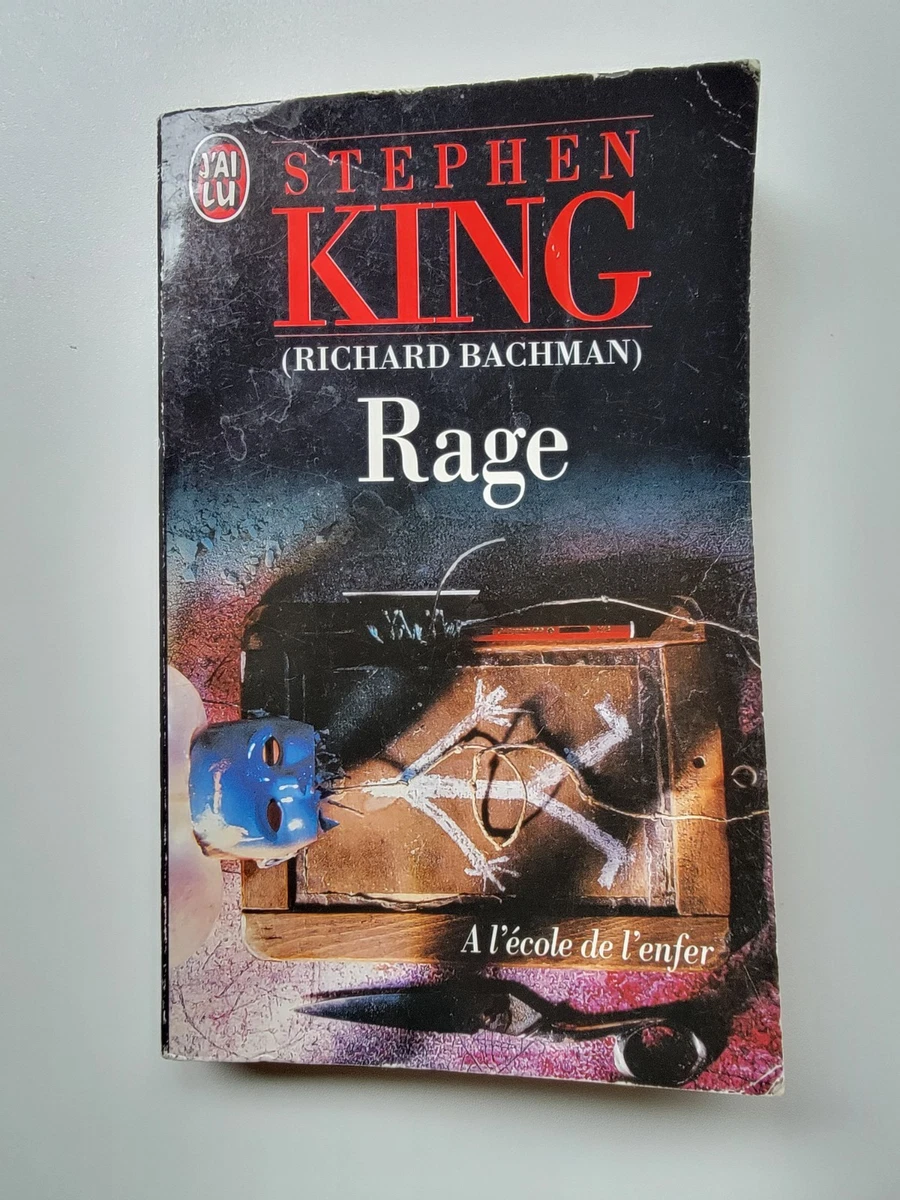 J'AI
LU
STEPHEN
KING
(RICHARD BACHMAN)
Rage
A l'école de l'enfer